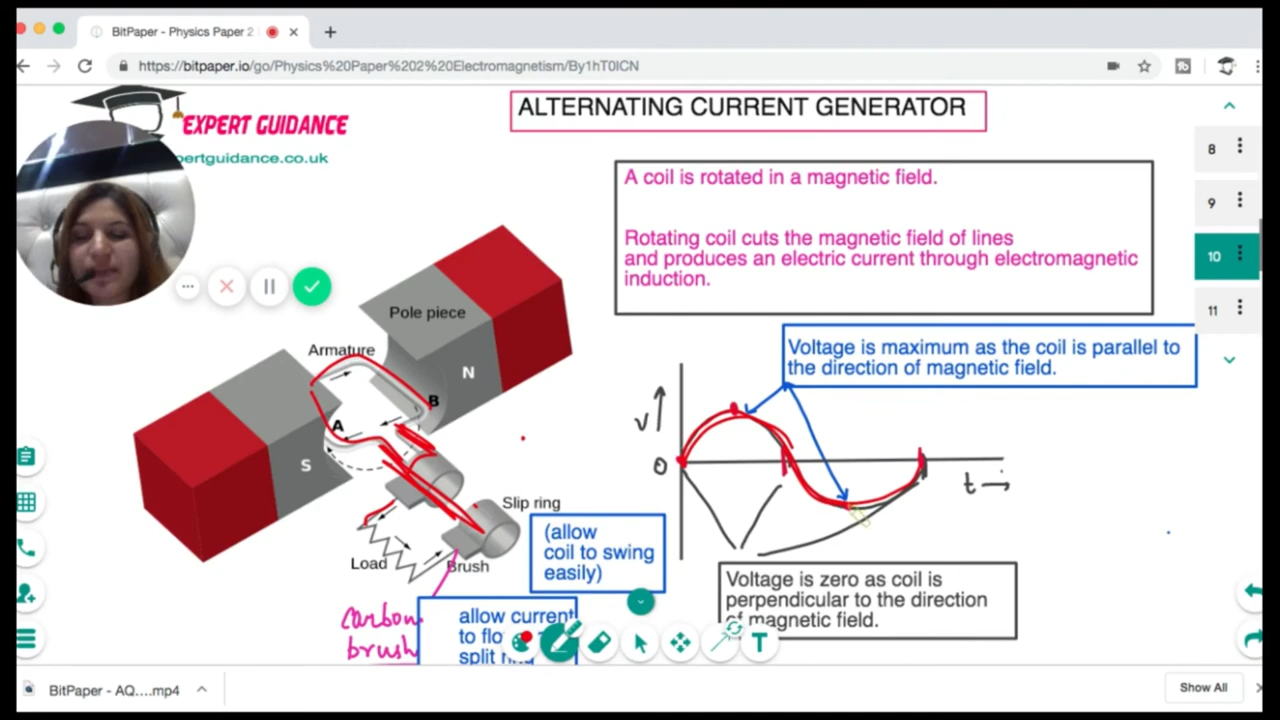 BitPaper - Physics Paper 2
https://bitpaper.io/go/Physics%20Paper%202%20Electromagnetism/By1hT0ICN
EXPERT GUIDANCE
pertguidance.co.uk
ALTERNATING CURRENT GENERATOR
8
9
10
11
A coil is rotated in a magnetic field.
Rotating coil cuts the magnetic field of lines
and produces an electric current through electromagnetic
induction.
Pole piece
Armature
N
B
A
S
Voltage is maximum as the coil is parallel to
the direction of magnetic field.
V
0
t
Slip ring
(allow
coil to swing
easily)
Load
Brush
Voltage is zero as coil is
perpendicular to the direction
of magnetic field.
carbon
brush
allow current
to flo
split rin
T
BitPaper - AQ....mp4
Show All